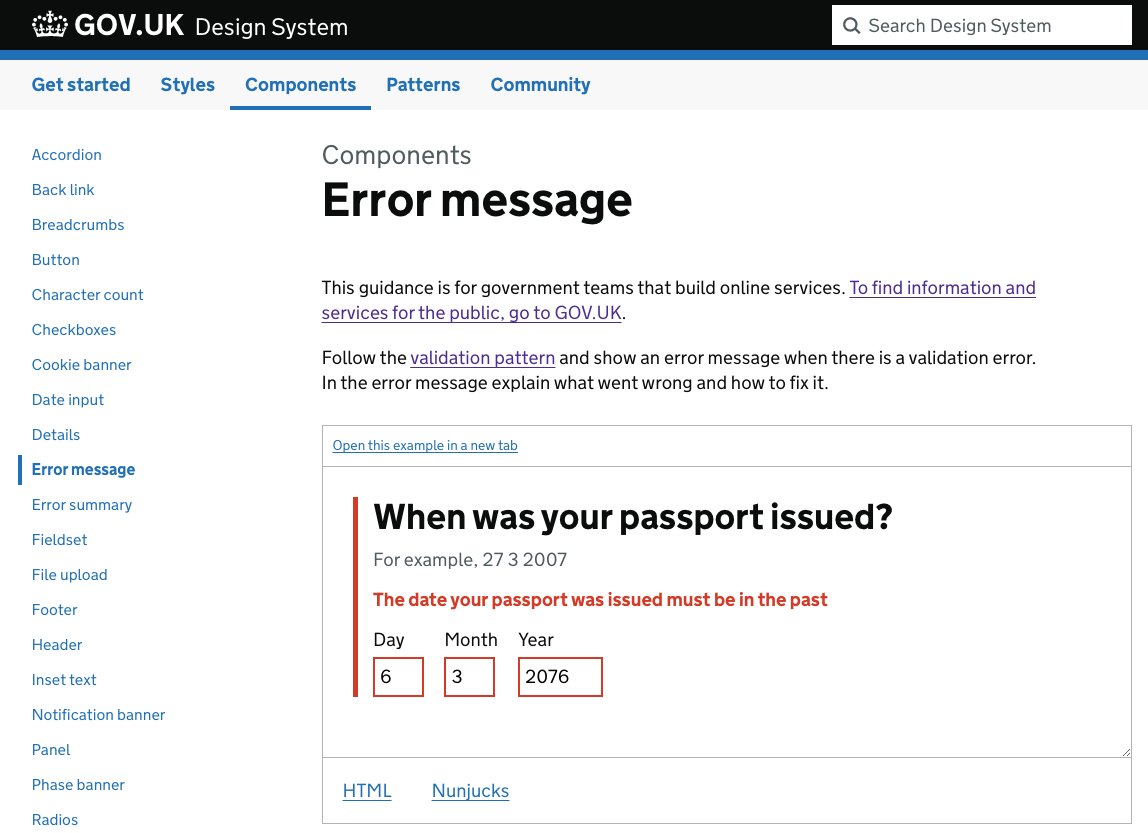 GOV.UK Design System
Search Design System
Get started Styles Components Patterns Community
Accordion
Back link
Breadcrumbs
Button
Character count
Checkboxes
Cookie banner
Date input
Details
Error message
Error summary
Fieldset
File upload
Footer
Header
Inset text
Notification banner
Panel
Phase banner
Radios
Components
Error message
This guidance is for government teams that build online services. To find information and
services for the public, go to GOV.UK.
Follow the validation pattern and show an error message when there is a validation error.
In the error message explain what went wrong and how to fix it.
Open this example in a new tab
When was your passport issued?
For example, 27 3 2007
The date your passport was issued must be in the past
Day Month Year
6 3 2076
HTML Nunjucks